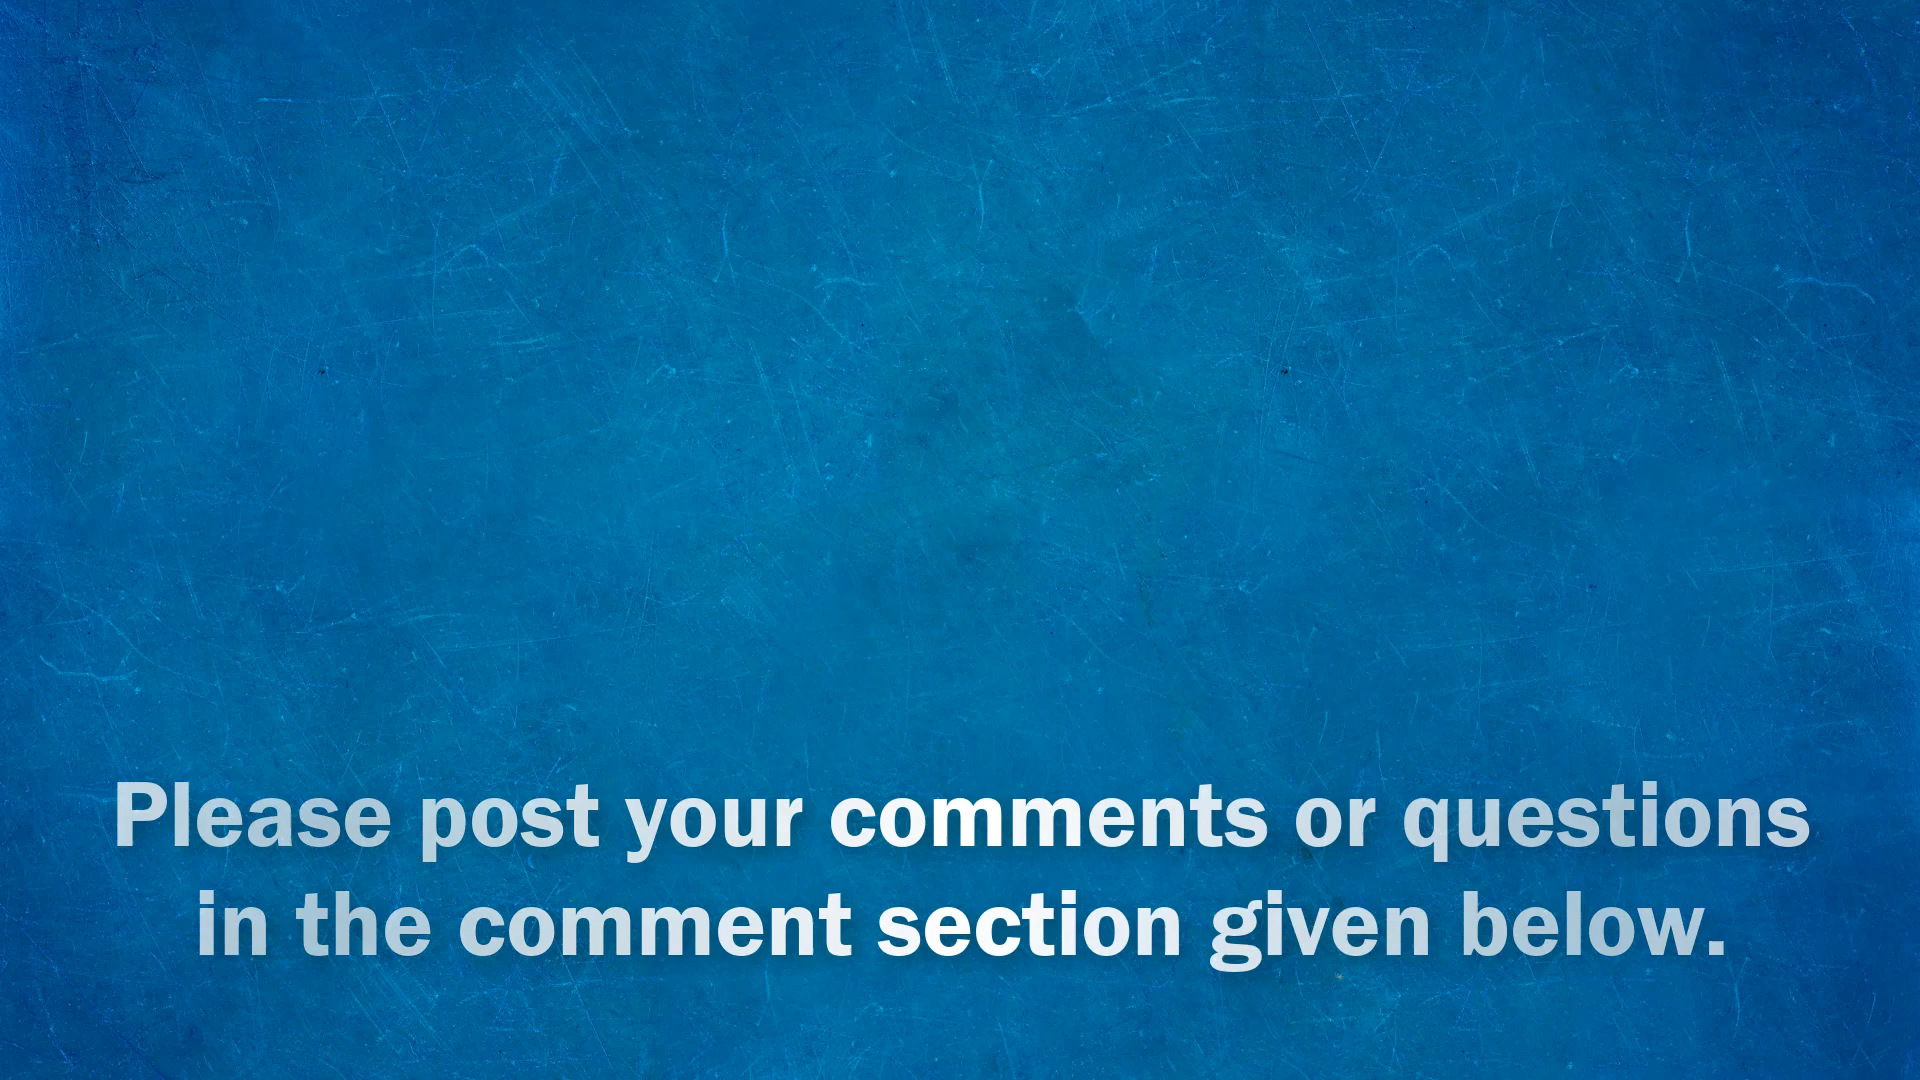 Please post your comments or questions
in the comment section given below.